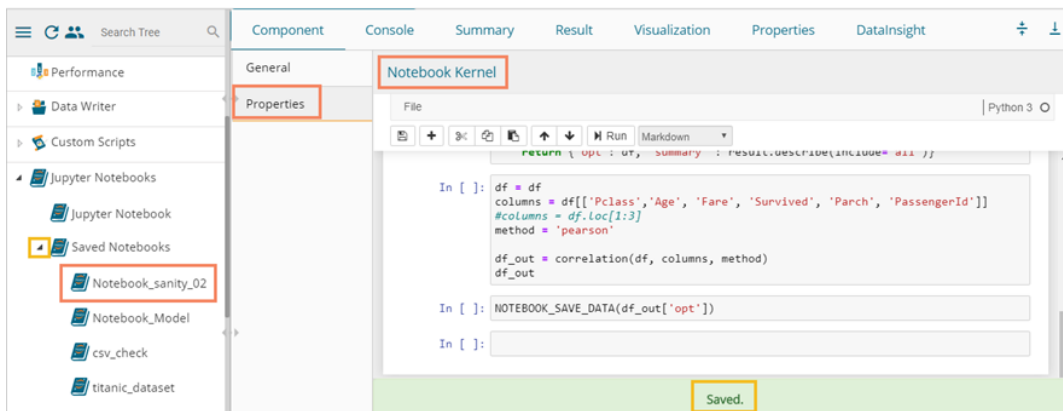 Search Tree
Performance
Data Writer
Custom Scripts
Jupyter Notebooks
Jupyter Notebook
Saved Notebooks
Notebook_sanity_02
Notebook_Model
csv_check
titanic_dataset
Component Console Summary Result Visualization Properties DataInsight
General
Properties
Notebook Kernel
File
Python 3
Run Markdown
Return {'opt': df, 'summary' : result.describe(include='all')}
In [ ]: df = df
columns = df[['Pclass','Age', 'Fare', 'Survived', 'Parch', 'PassengerId']]
#columns = df.loc[1:3]
method = 'pearson'
df_out = correlation(df, columns, method)
df_out
In [ ]: NOTEBOOK_SAVE_DATA(df_out['opt'])
In [ ]:
Saved.